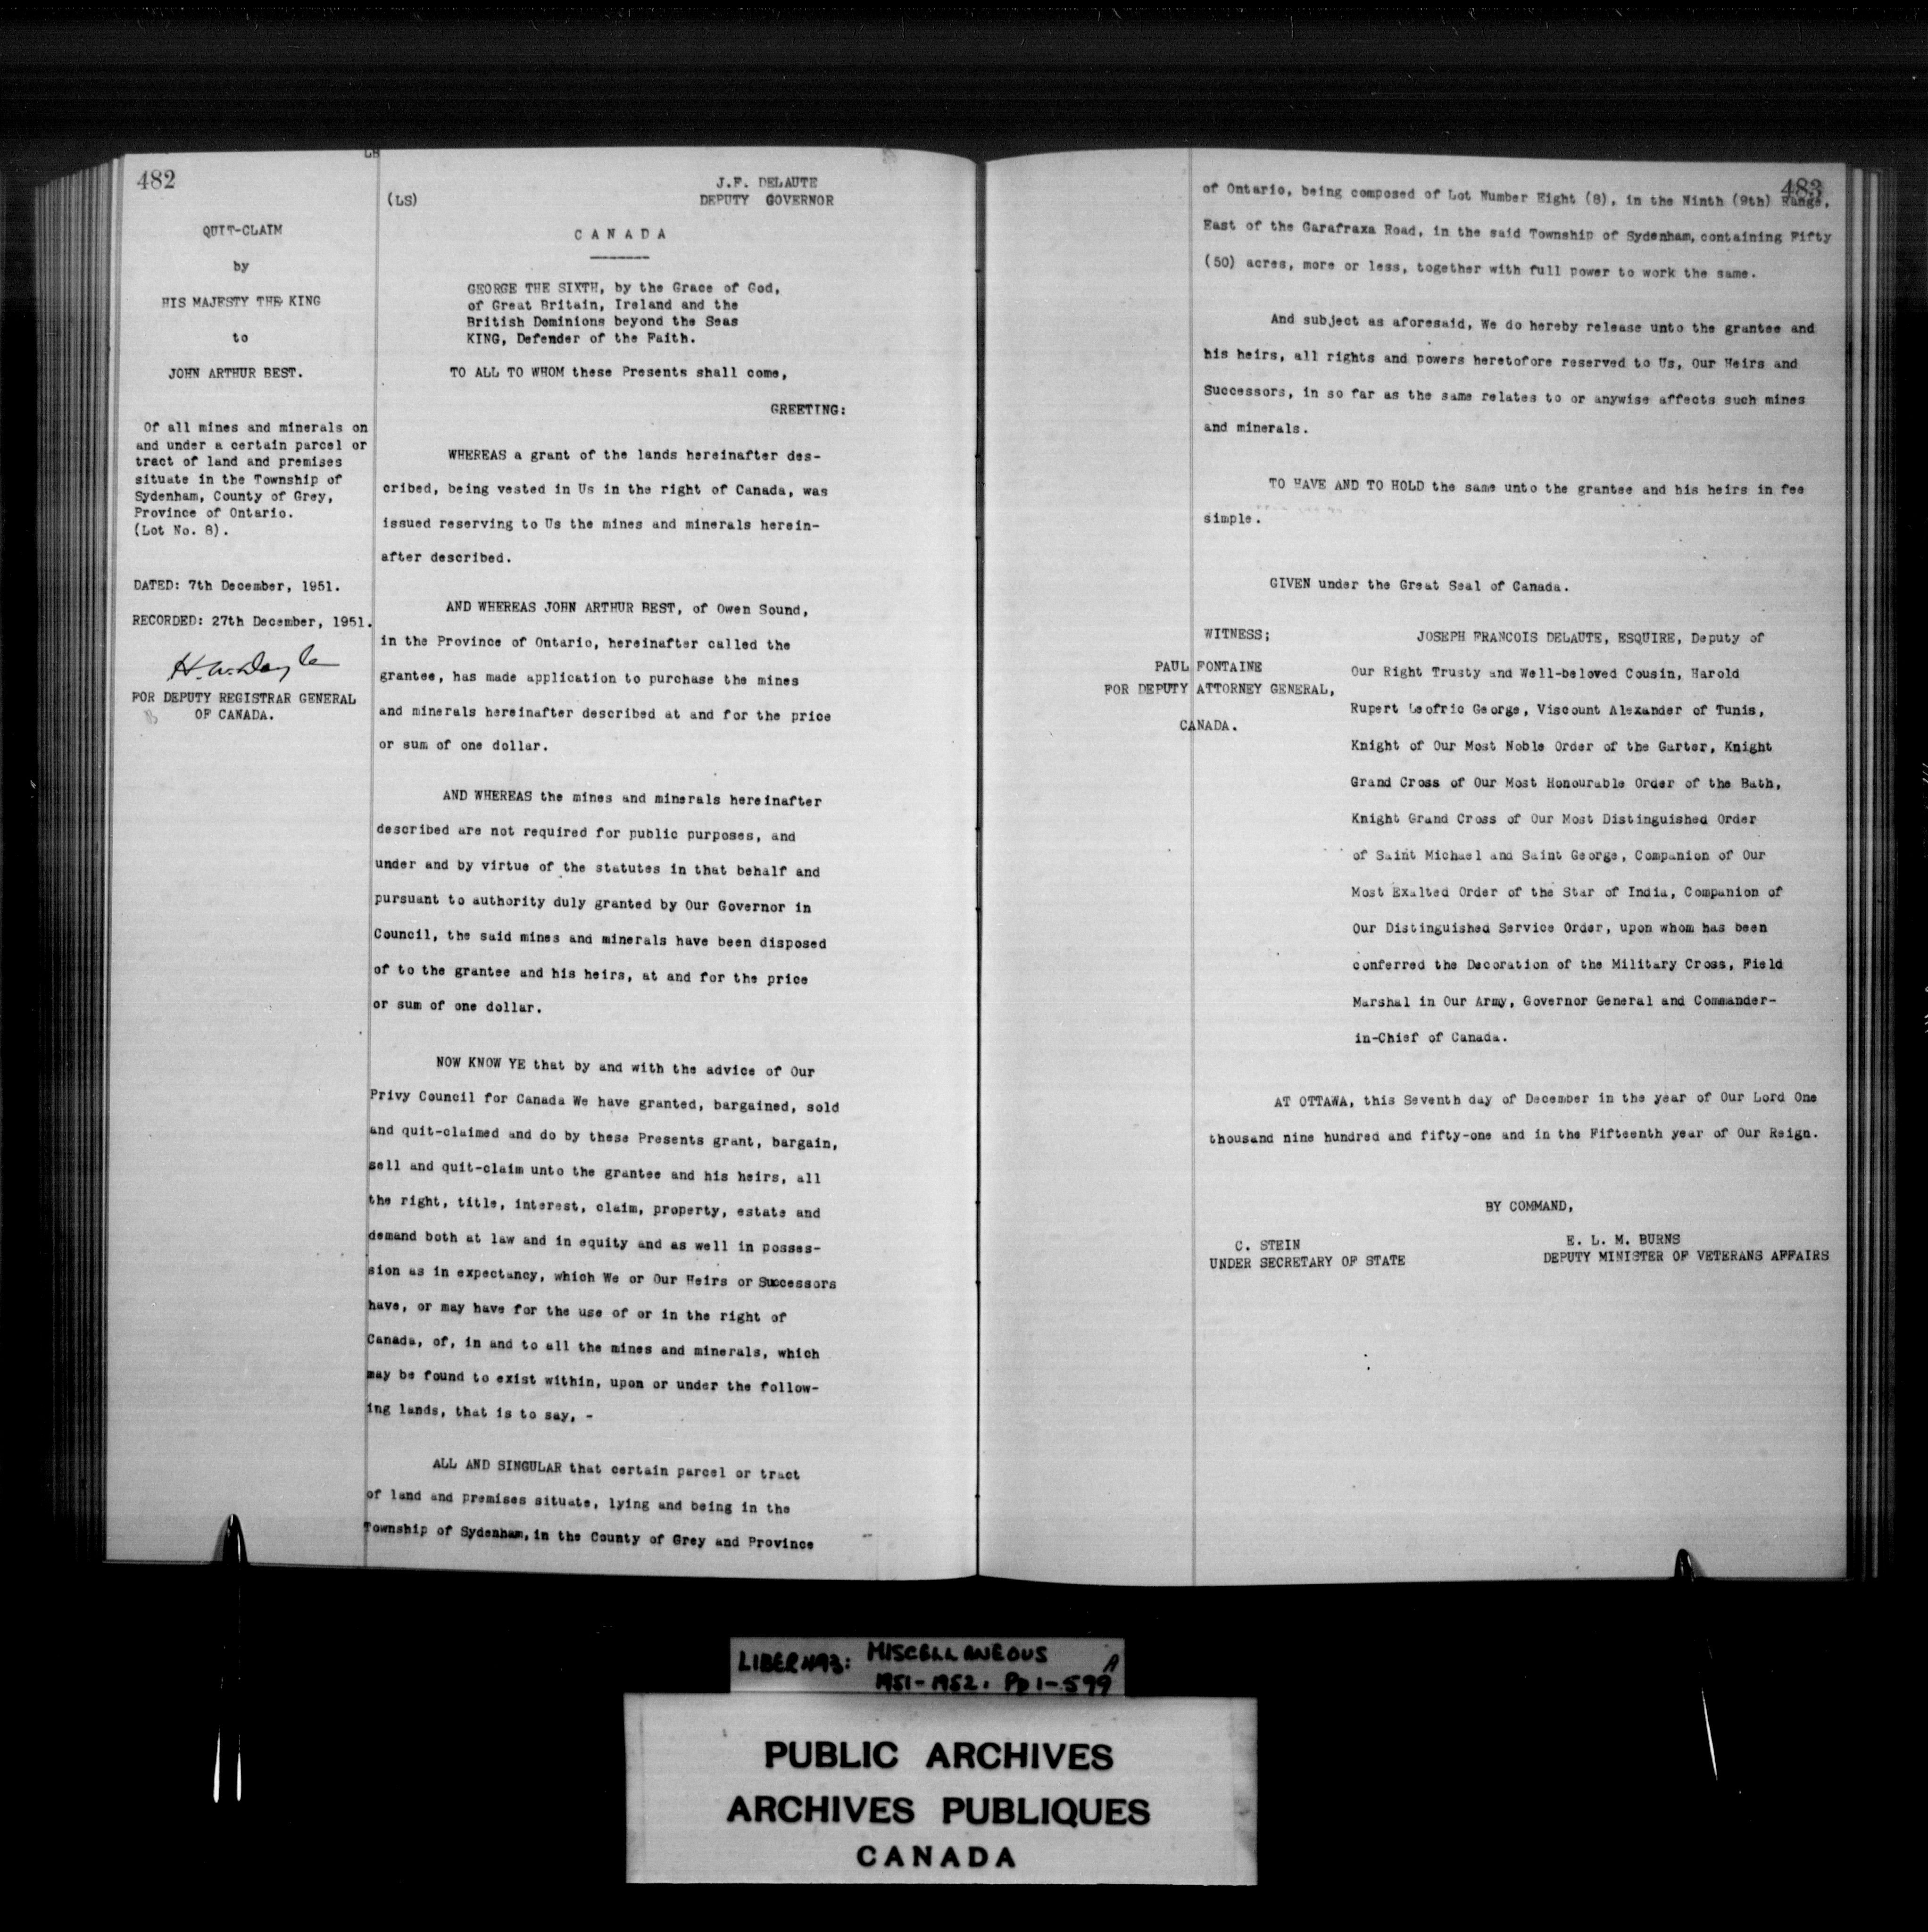 482
QUIT-CLAIM
by
HIS MAJESTY THE KING
to
JOHN ARTHUR BEST.
Of all mines and minerals on
and under a certain parcel or
tract of land and premises
situate in the Township of
Sydenham, County of Grey,
Province of Ontario.
(Lot No. 8).
DATED: 7th December, 1951.
RECORDED: 27th December, 1951.
FOR DEPUTY REGISTRAR GENERAL
OF CANADA.
LB
J.F. DELAUTE
(LS) DEPUTY GOVERNOR
CANADA
GEORGE THE SIXTH, by the Grace of God,
of Great Britain, Ireland and the
British Dominions beyond the Seas
KING, Defender of the Faith.
TO ALL TO WHOM these Presents shall come,
GREETING:
WHEREAS a grant of the lands hereinafter des-
cribed, being vested in Us in the right of Canada, was
issued reserving to Us the mines and minerals herein-
after described.
AND WHEREAS JOHN ARTHUR BEST, of Owen Sound,
in the Province of Ontario, hereinafter called the
grantee, has made application to purchase the mines
and minerals hereinafter described at and for the price
or sum of one dollar.
AND WHEREAS the mines and minerals hereinafter
described are not required for public purposes, and
under and by virtue of the statutes in that behalf and
pursuant to authority duly granted by Our Governor in
Council, the said mines and minerals have been disposed
of to the grantee and his heirs, at and for the price
or sum of one dollar.
NOW KNOW YE that by and with the advice of Our
Privy Council for Canada We have granted, bargained, sold
and quit-claimed and do by these Presents grant, bargain,
sell and quit-claim unto the grantee and his heirs, all
the right, title, interest, claim, property, estate and
demand both at law and in equity and as well in posses-
sion as in expectancy, which We or Our Heirs or Successors
have, or may have for the use of or in the right of
Canada, of, in and to all the mines and minerals, which
may be found to exist within, upon or under the follow-
ing lands, that is to say, -
ALL AND SINGULAR that certain parcel or tract
of land and premises situate, lying and being in the
Township of Sydenham, in the County of Grey and Province
483
of Ontario, being composed of Lot Number Eight (8), in the Ninth (9th) Range,
East of the Garafraxa Road, in the said Township of Sydenham, containing Fifty
(50) acres, more or less, together with full power to work the same.
And subject as aforesaid, We do hereby release unto the grantee and
his heirs, all rights and powers heretofore reserved to Us, Our Heirs and
Successors, in so far as the same relates to or anywise affects such mines
and minerals.
TO HAVE AND TO HOLD the same unto the grantee and his heirs in fee
simple.
GIVEN under the Great Seal of Canada.
WITNESS;
PAUL FONTAINE
FOR DEPUTY ATTORNEY GENERAL,
CANADA.
JOSEPH FRANCOIS DELAUTE, ESQUIRE, Deputy of
Our Right Trusty and Well-beloved Cousin, Harold
Rupert Leofric George, Viscount Alexander of Tunis,
Knight of Our Most Noble Order of the Garter, Knight
Grand Cross of Our Most Honourable Order of the Bath,
Knight Grand Cross of Our Most Distinguished Order
of Saint Michael and Saint George, Companion of Our
Most Exalted Order of the Star of India, Companion of
Our Distinguished Service Order, upon whom has been
conferred the Decoration of the Military Cross, Field
Marshal in Our Army, Governor General and Commander-
in-Chief of Canada.
AT OTTAWA, this Seventh day of December in the year of Our Lord One
thousand nine hundred and fifty-one and in the Fifteenth year of Our Reign.
BY COMMAND,
C. STEIN
UNDER SECRETARY OF STATE
E. L. M. BURNS
DEPUTY MINISTER OF VETERANS AFFAIRS
LIBER 493: MISCELLANEOUS A
1951-1952. Pp 1-599
PUBLIC ARCHIVES
ARCHIVES PUBLIQUES
CANADA